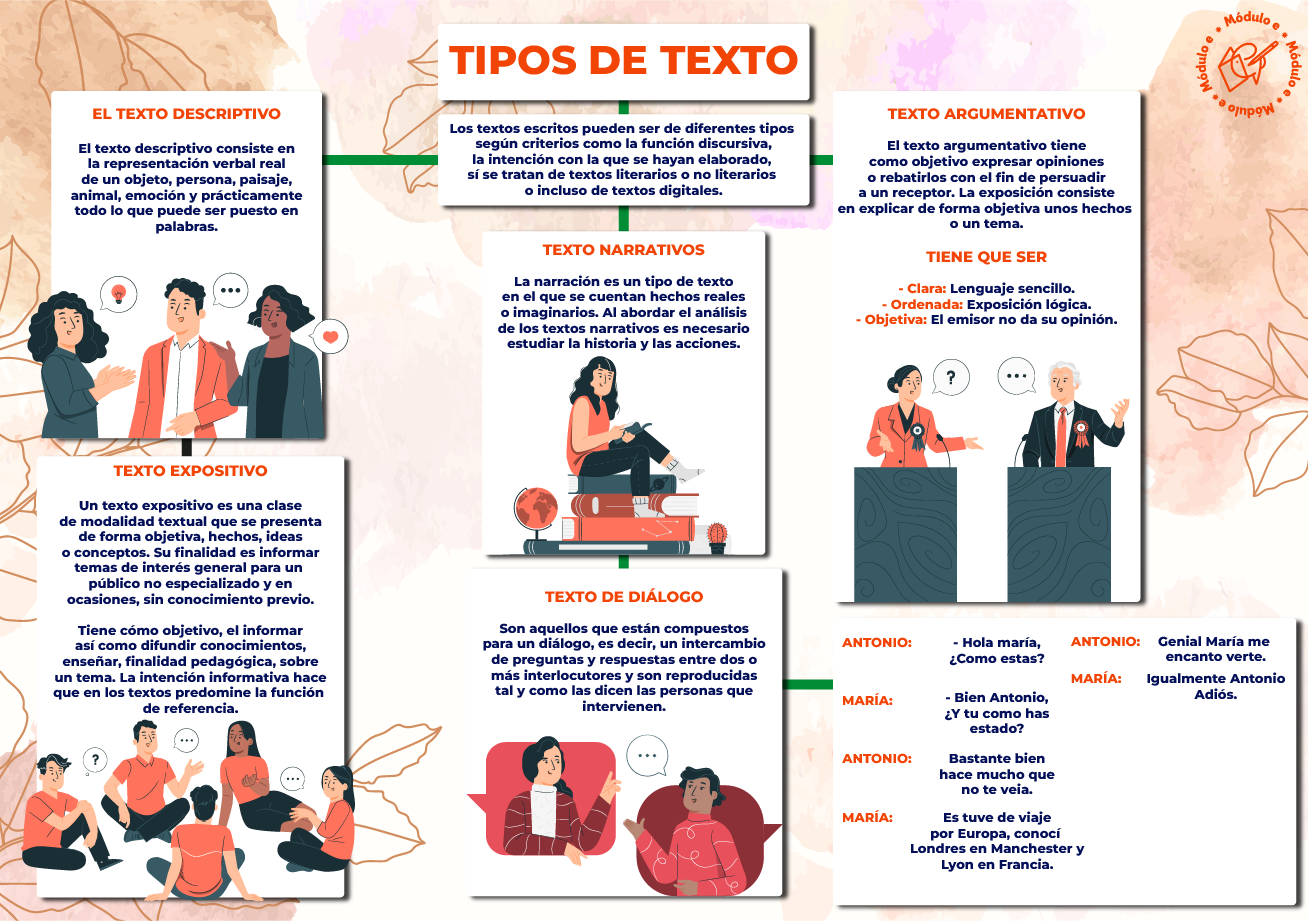 TIPOS DE TEXTO
Módulo e * Módulo e * Módulo e * Módulo e *
Los textos escritos pueden ser de diferentes tipos
según criterios como la función discursiva,
la intención con la que se hayan elaborado,
sí se tratan de textos literarios o no literarios
o incluso de textos digitales.
EL TEXTO DESCRIPTIVO
El texto descriptivo consiste en
la representación verbal real
de un objeto, persona, paisaje,
animal, emoción y prácticamente
todo lo que puede ser puesto en
palabras.
TEXTO EXPOSITIVO
Un texto expositivo es una clase
de modalidad textual que se presenta
de forma objetiva, hechos, ideas
o conceptos. Su finalidad es informar
temas de interés general para un
público no especializado y en
ocasiones, sin conocimiento previo.
Tiene cómo objetivo, el informar
así como difundir conocimientos,
enseñar, finalidad pedagógica, sobre
un tema. La intención informativa hace
que en los textos predomine la función
de referencia.
?
TEXTO NARRATIVOS
La narración es un tipo de texto
en el que se cuentan hechos reales
o imaginarios. Al abordar el análisis
de los textos narrativos es necesario
estudiar la historia y las acciones.
TEXTO DE DIÁLOGO
Son aquellos que están compuestos
para un diálogo, es decir, un intercambio
de preguntas y respuestas entre dos o
más interlocutores y son reproducidas
tal y como las dicen las personas que
intervienen.
TEXTO ARGUMENTATIVO
El texto argumentativo tiene
como objetivo expresar opiniones
o rebatirlos con el fin de persuadir
a un receptor. La exposición consiste
en explicar de forma objetiva unos hechos
o un tema.
TIENE QUE SER
- Clara: Lenguaje sencillo.
- Ordenada: Exposición lógica.
- Objetiva: El emisor no da su opinión.
?
ANTONIO: - Hola maría,
¿Como estas?
MARÍA: - Bien Antonio,
¿Y tu como has
estado?
ANTONIO: Bastante bien
hace mucho que
no te veia.
MARÍA: Es tuve de viaje
por Europa, conocí
Londres en Manchester y
Lyon en Francia.
ANTONIO: Genial María me
encanto verte.
MARÍA: Igualmente Antonio
Adiós.